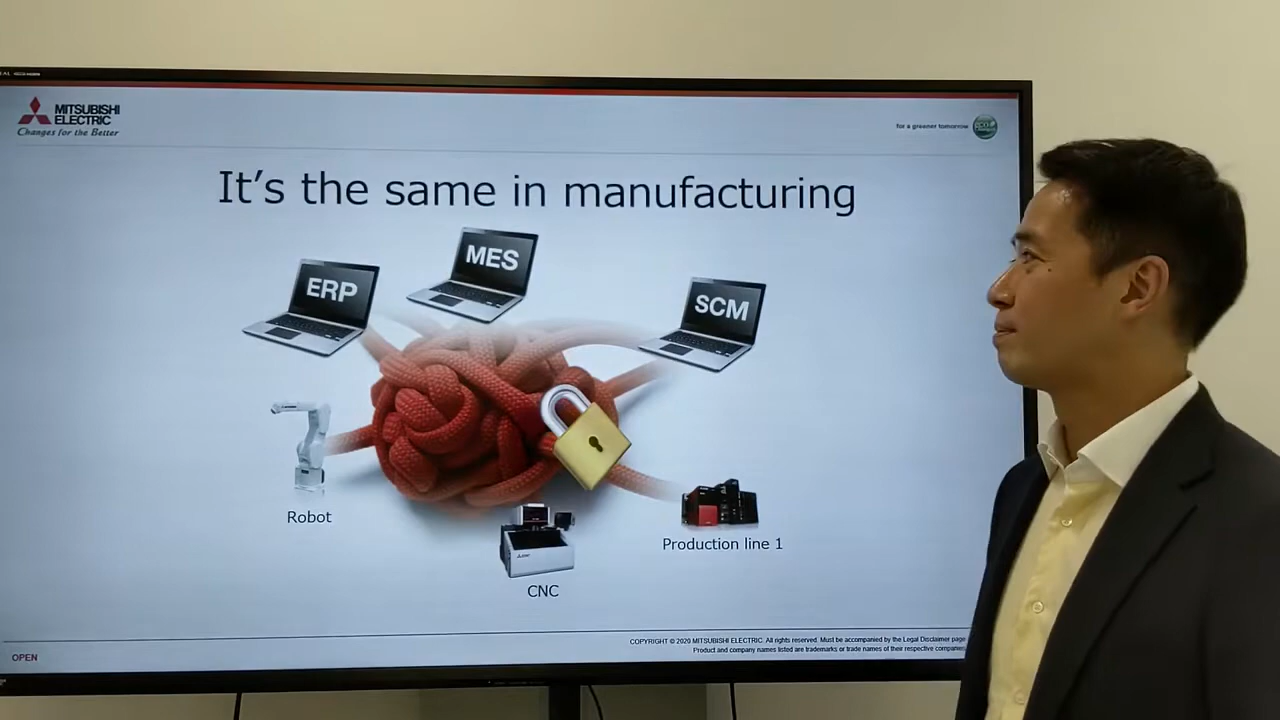 MITSUBISHI
ELECTRIC
Changes for the Better
for a greener tomorrow
eco
It's the same in manufacturing
MES
ERP
SCM
Robot
Production line 1
CNC
COPYRIGHT © 2020 MITSUBISHI ELECTRIC. All rights reserved. Must be accompanied by the Legal Disclaimer page
Product and company names listed are trademarks or trade names of their respective companies
OPEN